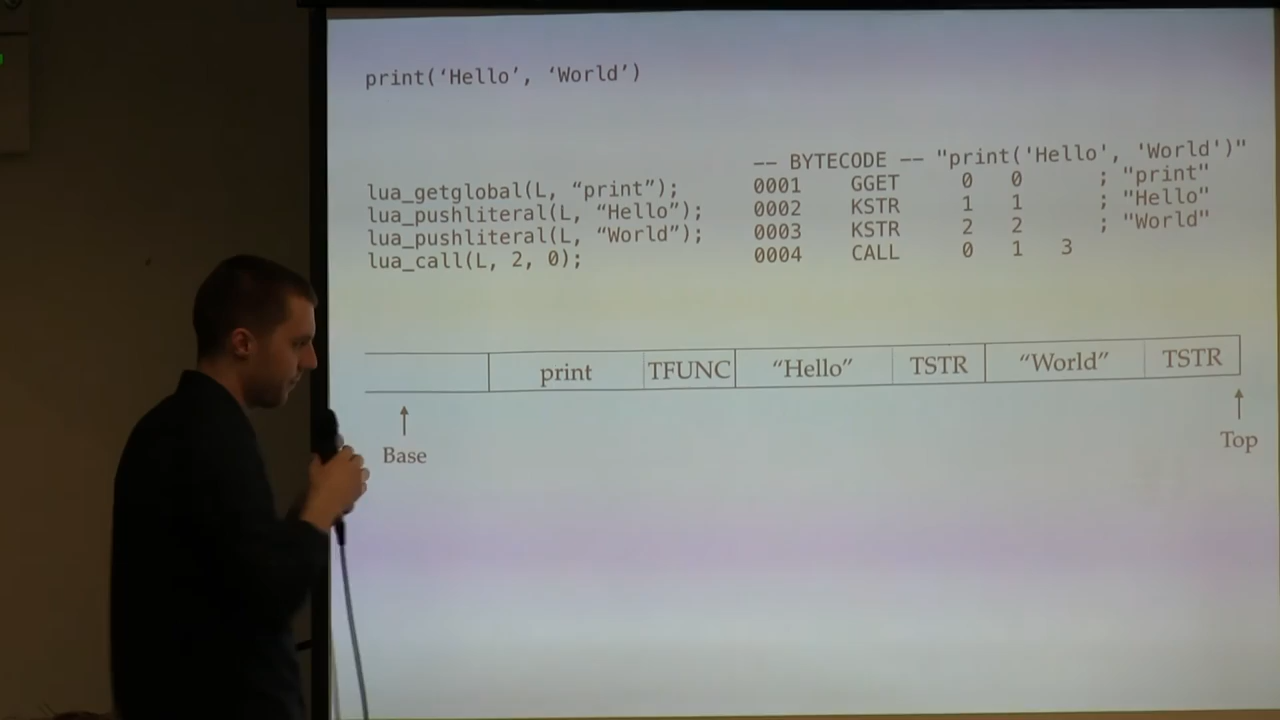 print(‘Hello’, ‘World’)
-- BYTECODE -- "print('Hello', 'World')"
lua_getglobal(L, “print”);
lua_pushliteral(L, “Hello”);
lua_pushliteral(L, “World”);
lua_call(L, 2, 0);
0001 GGET 0 0 ; "print"
0002 KSTR 1 1 ; "Hello"
0003 KSTR 2 2 ; "World"
0004 CALL 0 1 3
print TFUNC “Hello” TSTR “World” TSTR
Base Top